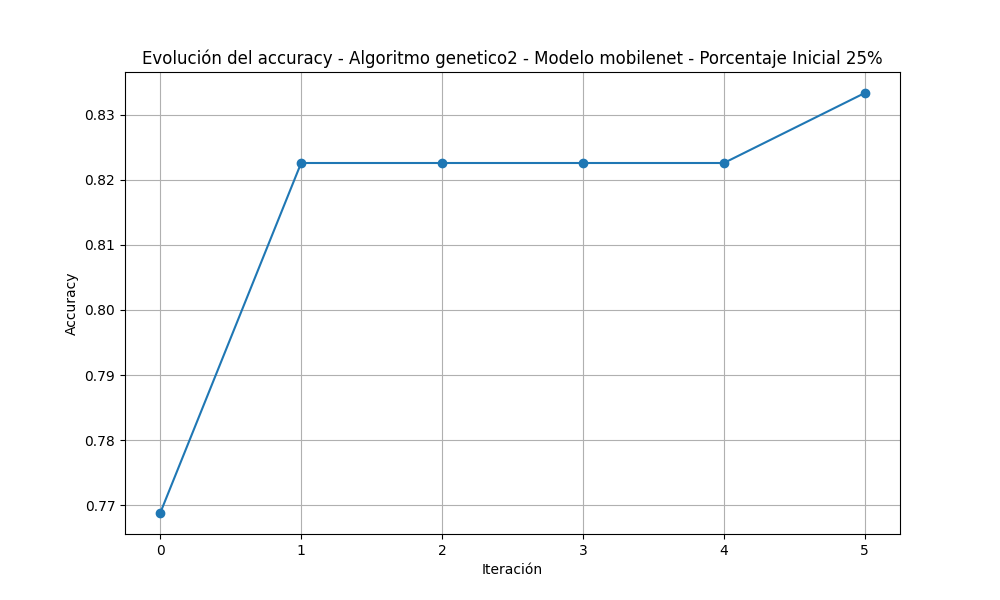 Evolución del accuracy - Algoritmo genetico2 - Modelo mobilenet - Porcentaje Inicial 25%
0.83
0.82
0.81
0.80
0.79
0.78
0.77
Accuracy
0 1 2 3 4 5
Iteración